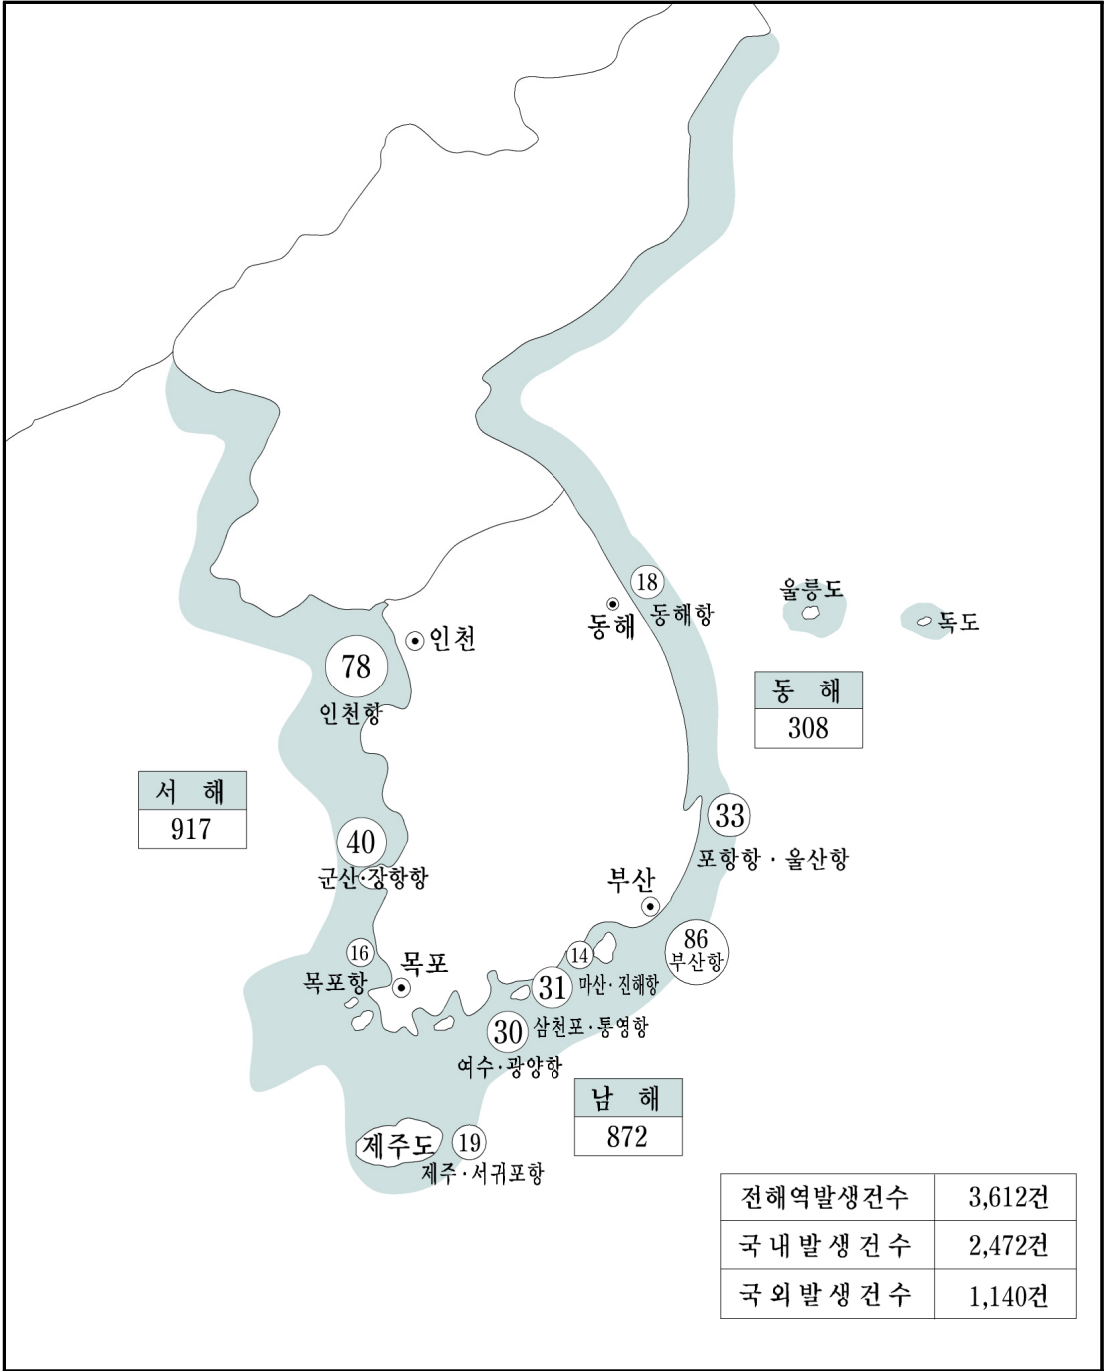 울릉도
18
동해
동해항
독도
인천
78
인천항
동 해
308
서 해
917
33
포항항·울산항
40
군산·장항항
부산
86
부산항
16
목포항
목포
14
마산·진해항
31
삼천포·통영항
30
여수·광양항
남 해
872
제주도
19
제주·서귀포항
전해역발생건수 3,612건
국내발생건수 2,472건
국외발생건수 1,140건